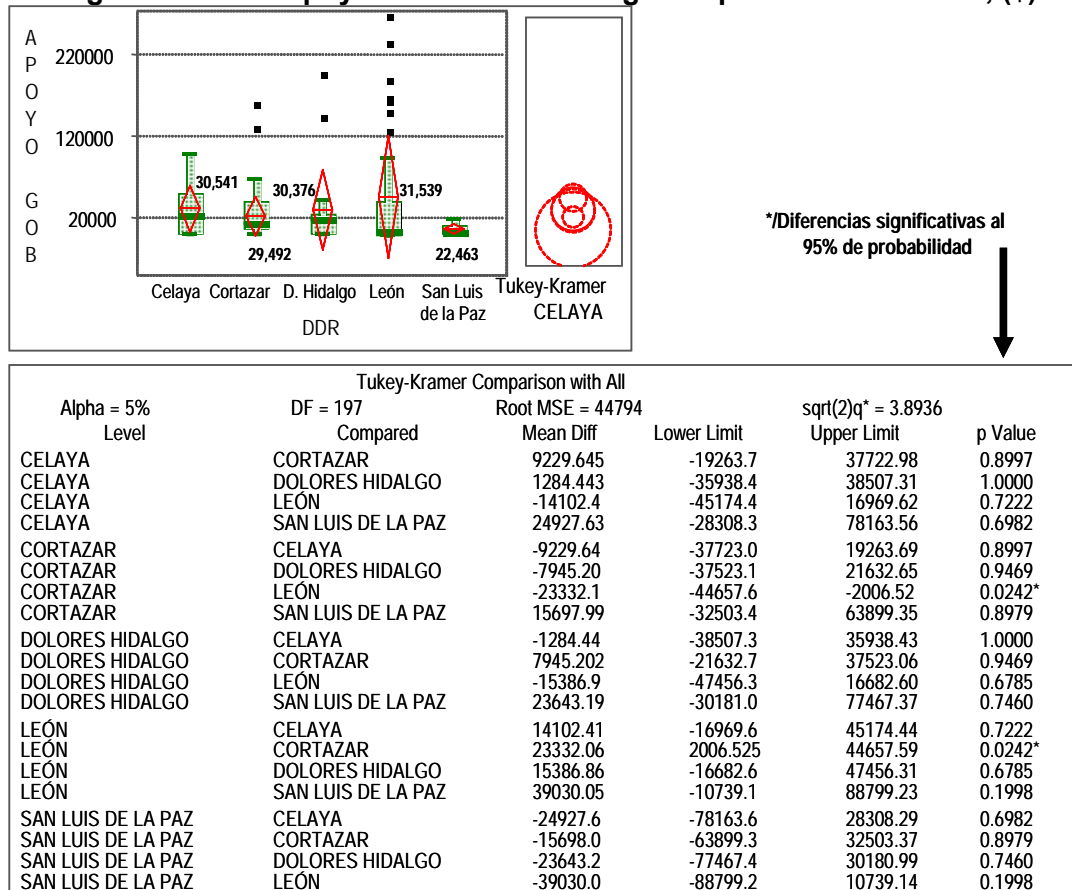 A
P
O
Y
O
G
O
B
220000
120000
20000
30,541
30,376
31,539
29,492
22,463
Celaya Cortazar D. Hidalgo León San Luis de la Paz
DDR
Tukey-Kramer
CELAYA
*/Diferencias significativas al
95% de probabilidad
Tukey-Kramer Comparison with All
Alpha = 5% DF = 197 Root MSE = 44794 sqrt(2)q* = 3.8936
Level Compared Mean Diff Lower Limit Upper Limit p Value
CELAYA CORTAZAR 9229.645 -19263.7 37722.98 0.8997
CELAYA DOLORES HIDALGO 1284.443 -35938.4 38507.31 1.0000
CELAYA LEÓN -14102.4 -45174.4 16969.62 0.7222
CELAYA SAN LUIS DE LA PAZ 24927.63 -28308.3 78163.56 0.6982
CORTAZAR CELAYA -9229.64 -37723.0 19263.69 0.8997
CORTAZAR DOLORES HIDALGO -7945.20 -37523.1 21632.65 0.9469
CORTAZAR LEÓN -23332.1 -44657.6 -2006.52 0.0242*
CORTAZAR SAN LUIS DE LA PAZ 15697.99 -32503.4 63899.35 0.8979
DOLORES HIDALGO CELAYA -1284.44 -38507.3 35938.43 1.0000
DOLORES HIDALGO CORTAZAR 7945.202 -21632.7 37523.06 0.9469
DOLORES HIDALGO LEÓN -15386.9 -47456.3 16682.60 0.6785
DOLORES HIDALGO SAN LUIS DE LA PAZ 23643.19 -30181.0 77467.37 0.7460
LEÓN CELAYA 14102.41 -16969.6 45174.44 0.7222
LEÓN CORTAZAR 23332.06 2006.525 44657.59 0.0242*
LEÓN DOLORES HIDALGO 15386.86 -16682.6 47456.31 0.6785
LEÓN SAN LUIS DE LA PAZ 39030.05 -10739.1 88799.23 0.1998
SAN LUIS DE LA PAZ CELAYA -24927.6 -78163.6 28308.29 0.6982
SAN LUIS DE LA PAZ CORTAZAR -15698.0 -63899.3 32503.37 0.8979
SAN LUIS DE LA PAZ DOLORES HIDALGO -23643.2 -77467.4 30180.99 0.7460
SAN LUIS DE LA PAZ LEÓN -39030.0 -88799.2 10739.14 0.1998